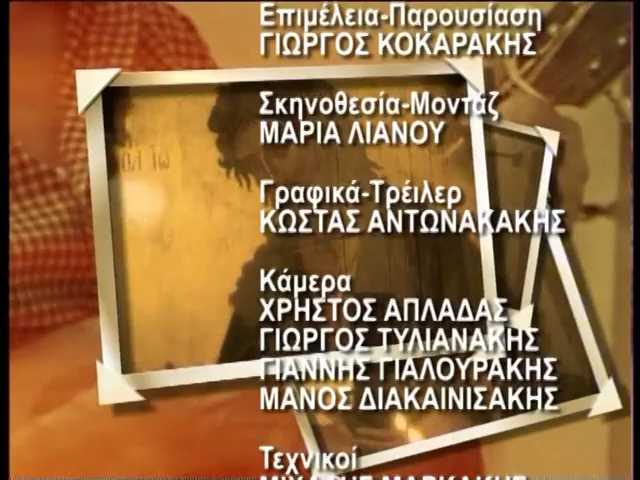 Επιμέλεια-Παρουσίαση
ΓΙΩΡΓΟΣ ΚΟΚΑΡΑΚΗΣ
Σκηνοθεσία-Μοντάζ
ΜΑΡΙΑ ΛΙΑΝΟΥ
Γραφικά-Τρέιλερ
ΚΩΣΤΑΣ ΑΝΤΩΝΑΚΑΚΗΣ
Κάμερα
ΧΡΗΣΤΟΣ ΑΠΛΑΔΑΣ
ΓΙΩΡΓΟΣ ΤΥΛΙΑΝΑΚΗΣ
ΓΙΑΝΝΗΣ ΓΙΑΛΟΥΡΑΚΗΣ
ΜΑΝΟΣ ΔΙΑΚΑΙΝΙΣΑΚΗΣ
Τεχνικοί